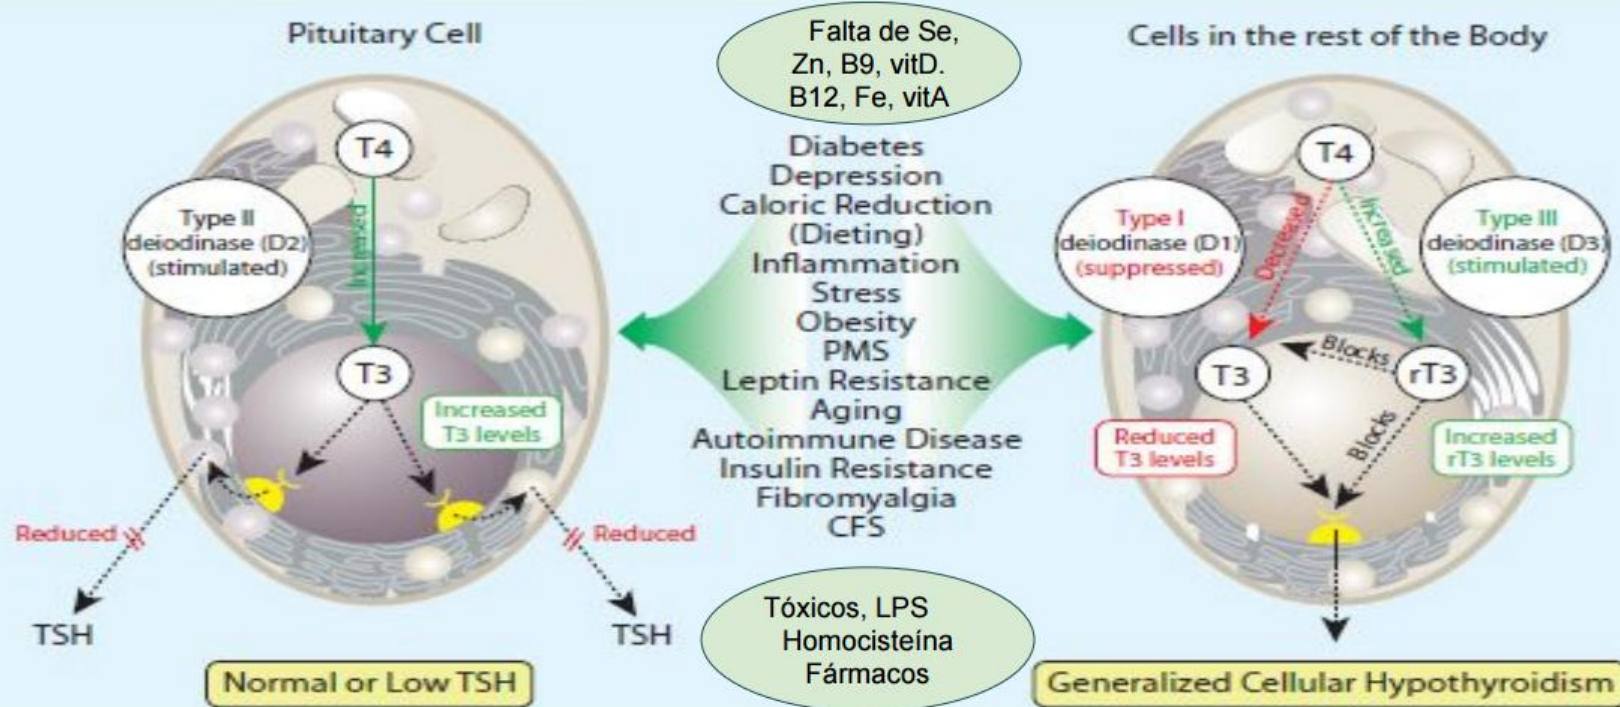 Pituitary Cell
T4
Type II
deiodinase (D2)
(stimulated)
Increased
T3
Increased
T3 levels
Reduced
Reduced
TSH
TSH
Normal or Low TSH
Falta de Se,
Zn, B9, vitD.
B12, Fe, vitA
Diabetes
Depression
Caloric Reduction
(Dieting)
Inflammation
Stress
Obesity
PMS
Leptin Resistance
Aging
Autoimmune Disease
Insulin Resistance
Fibromyalgia
CFS
Tóxicos, LPS
Homocisteína
Fármacos
Cells in the rest of the Body
T4
Type I
deiodinase (D1)
(suppressed)
Decreased
Increased
Type III
deiodinase (D3)
(stimulated)
T3
Blocks
rT3
Blocks
Reduced
T3 levels
Increased
rT3 levels
Generalized Cellular Hypothyroidism